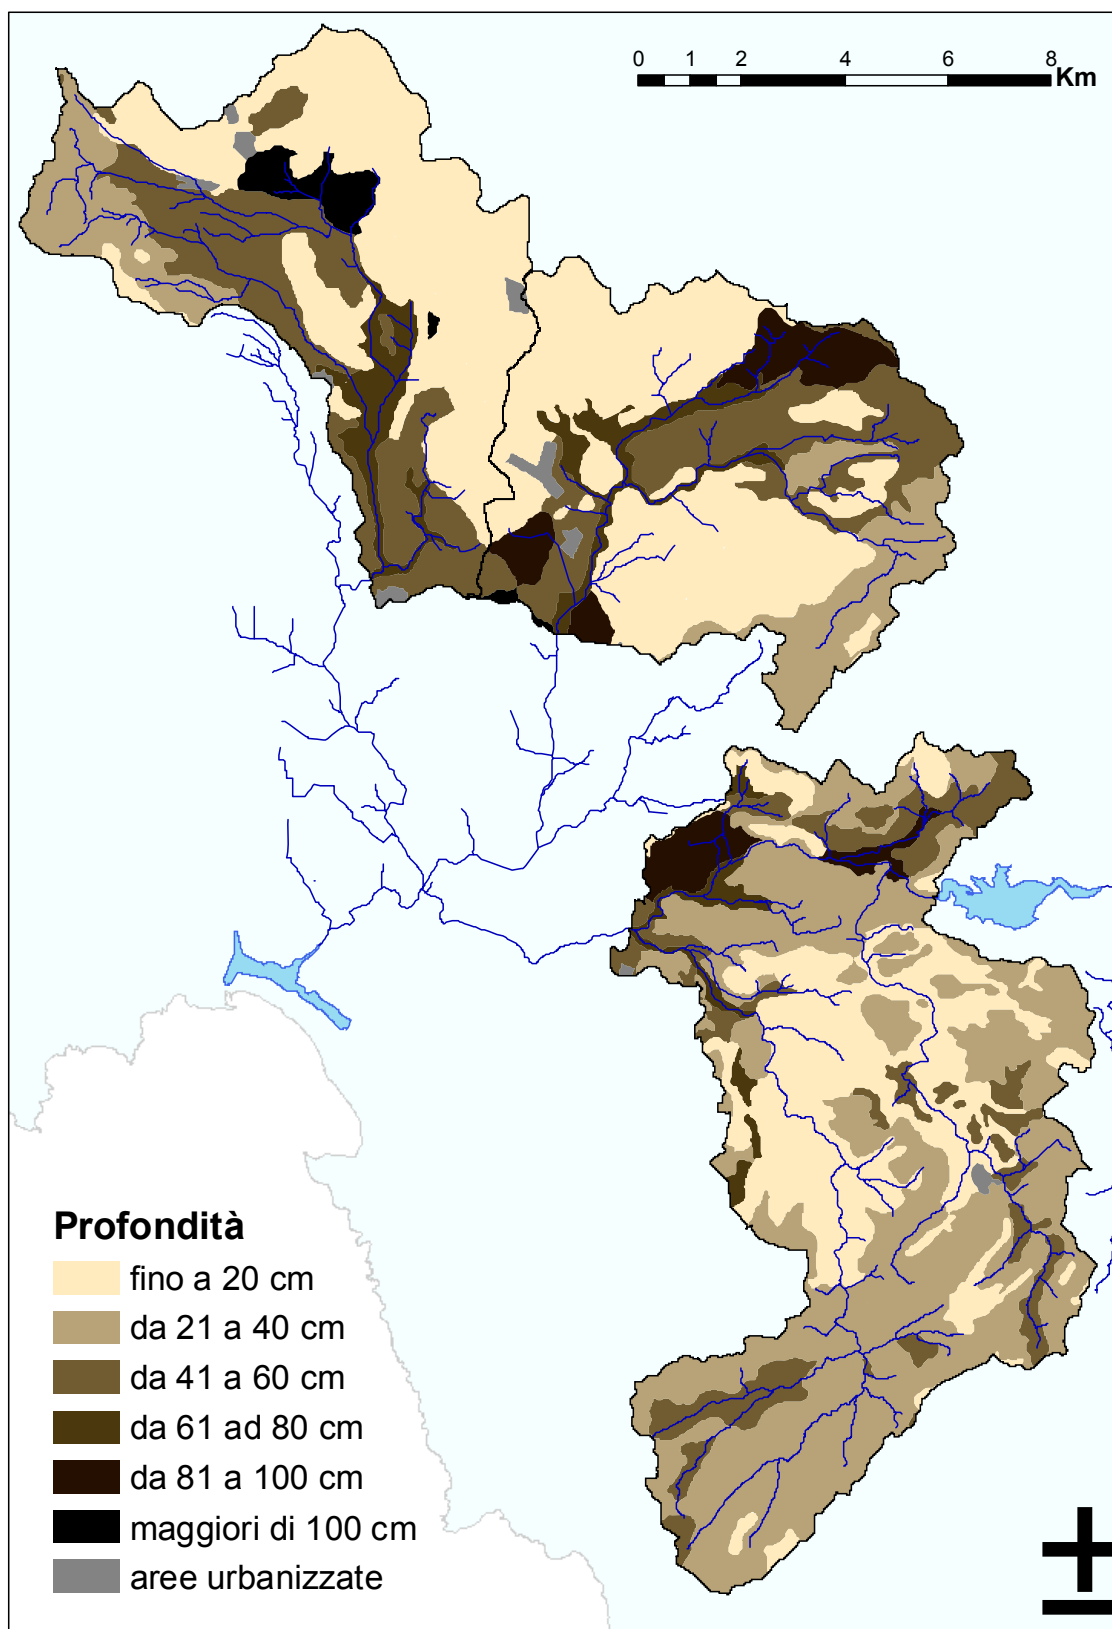 0 1 2 4 6 8
Km
Profondità
fino a 20 cm
da 21 a 40 cm
da 41 a 60 cm
da 61 ad 80 cm
da 81 a 100 cm
maggiori di 100 cm
aree urbanizzate